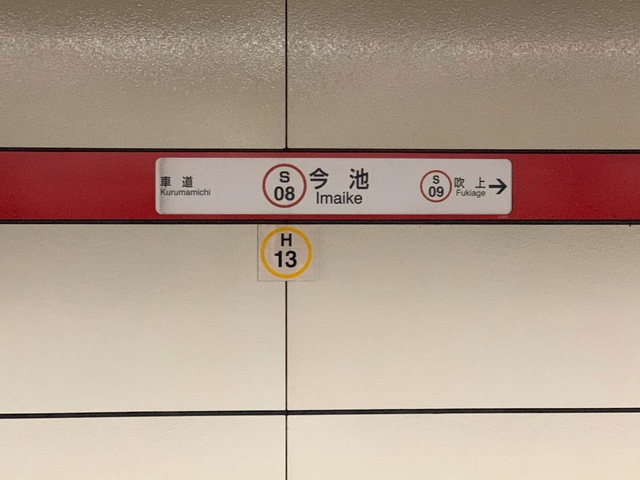 車道
Kurumamichi
S
08
今池
Imaike
S
09
吹上
Fukiage
H
13